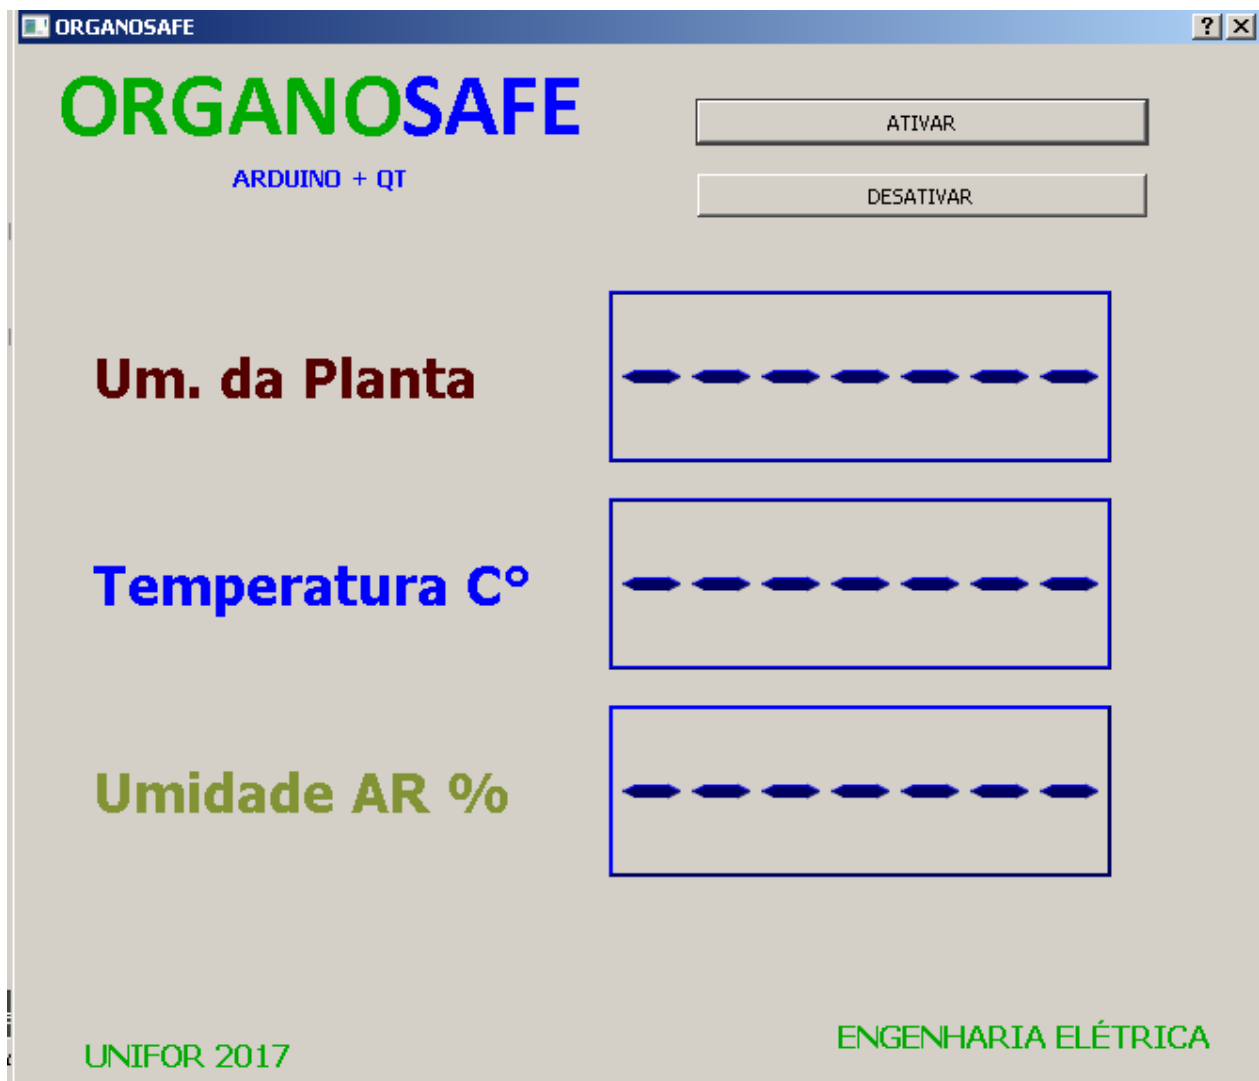 ORGANOSAFE
ORGANOSAFE
ARDUINO + QT
ATIVAR
DESATIVAR
Um. da Planta
-------
Temperatura C°
-------
Umidade AR %
-------
UNIFOR 2017
ENGENHARIA ELÉTRICA